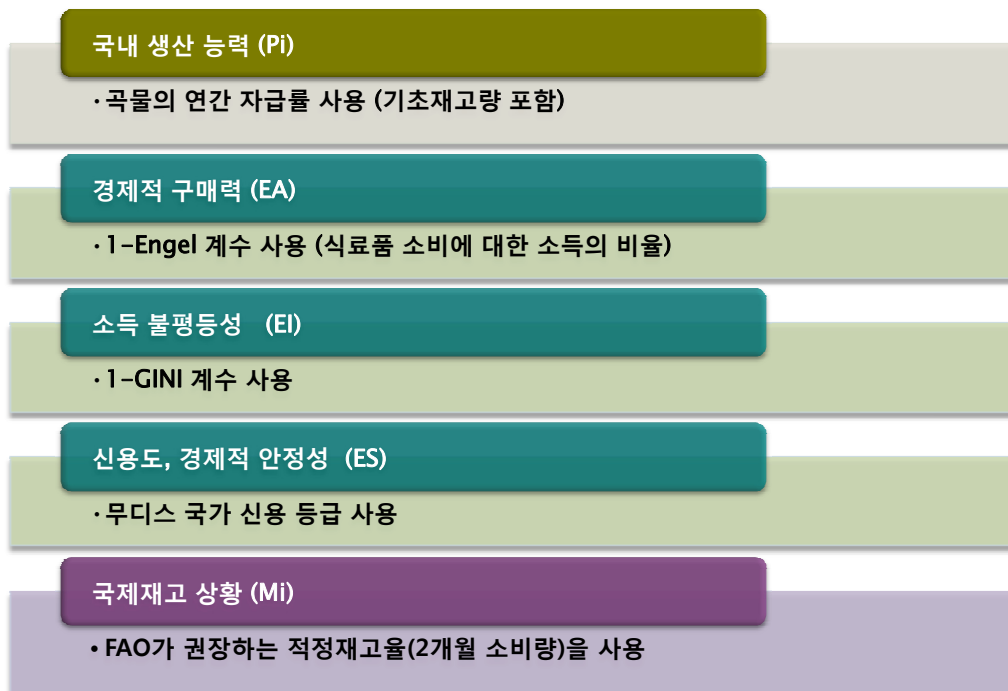 국내 생산 능력 (Pi)
·곡물의 연간 자급률 사용 (기초재고량 포함)
경제적 구매력 (EA)
·1-Engel 계수 사용 (식료품 소비에 대한 소득의 비율)
소득 불평등성 (EI)
·1-GINI 계수 사용
신용도, 경제적 안정성 (ES)
·무디스 국가 신용 등급 사용
국제재고 상황 (Mi)
• FAO가 권장하는 적정재고율(2개월 소비량)을 사용